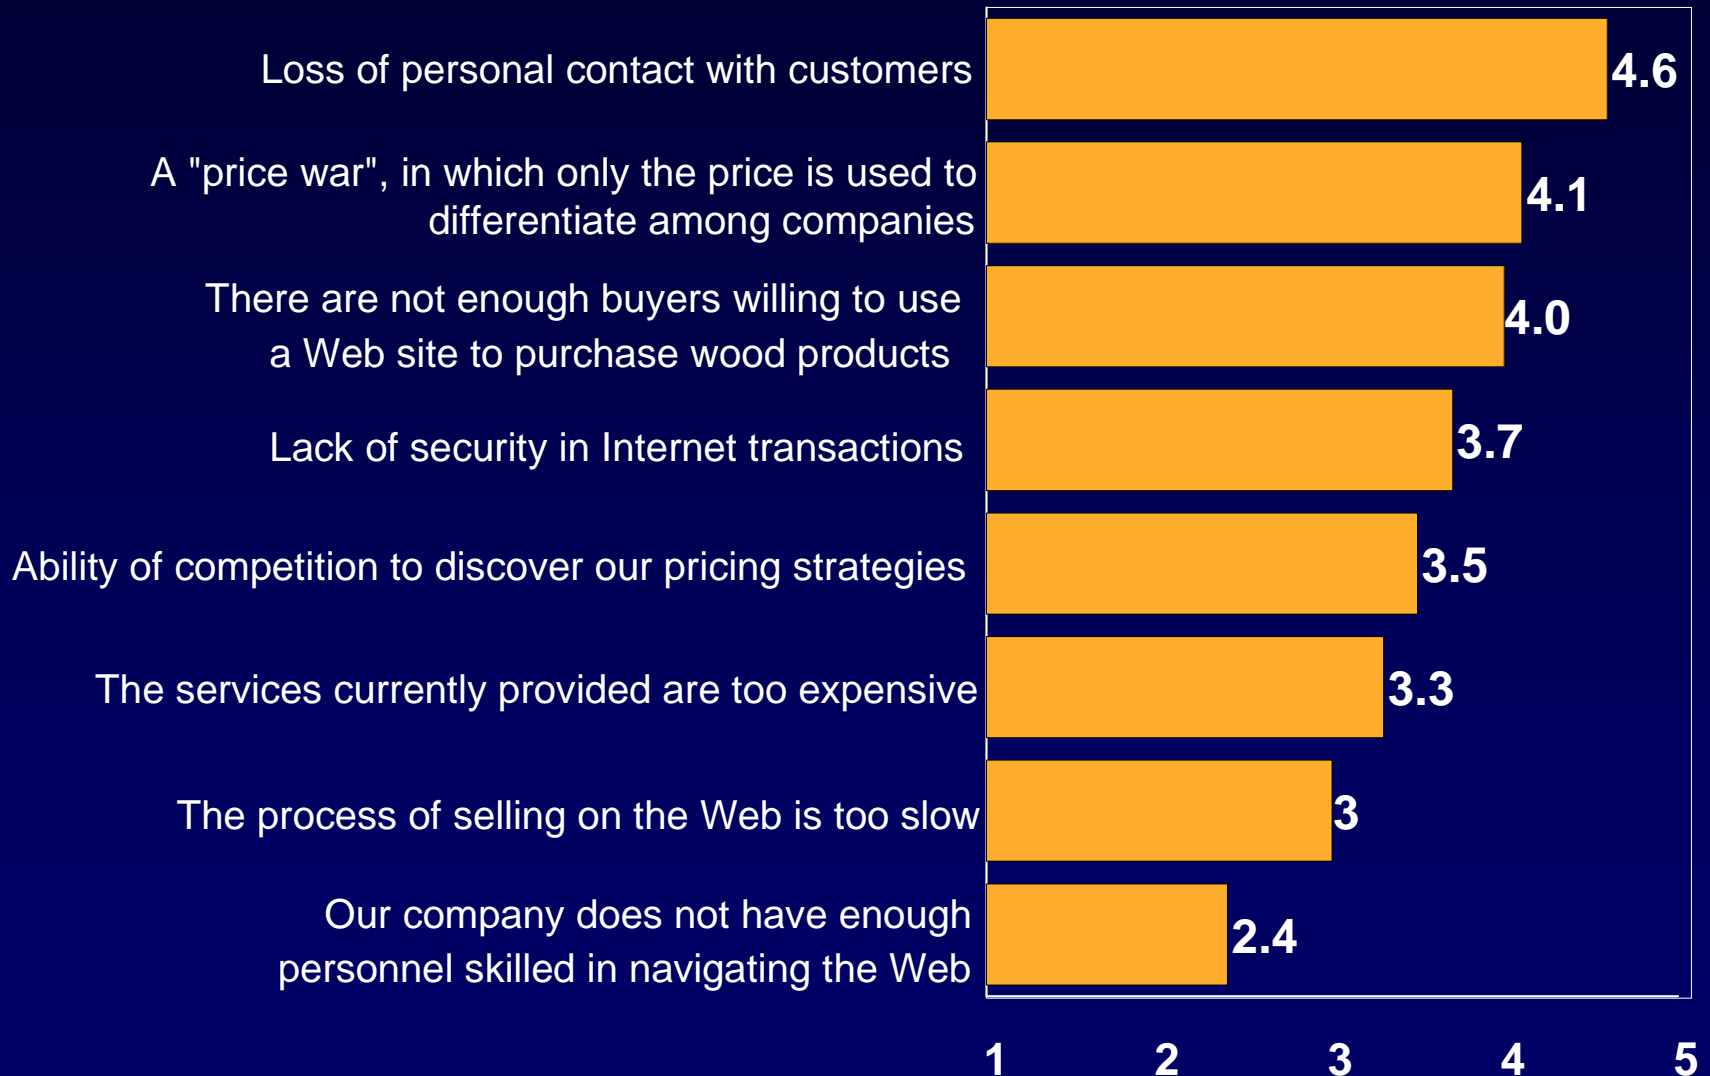 Loss of personal contact with customers 4.6
A "price war", in which only the price is used to
differentiate among companies 4.1
There are not enough buyers willing to use
a Web site to purchase wood products 4.0
Lack of security in Internet transactions 3.7
Ability of competition to discover our pricing strategies 3.5
The services currently provided are too expensive 3.3
The process of selling on the Web is too slow 3
Our company does not have enough
personnel skilled in navigating the Web 2.4
1 2 3 4 5